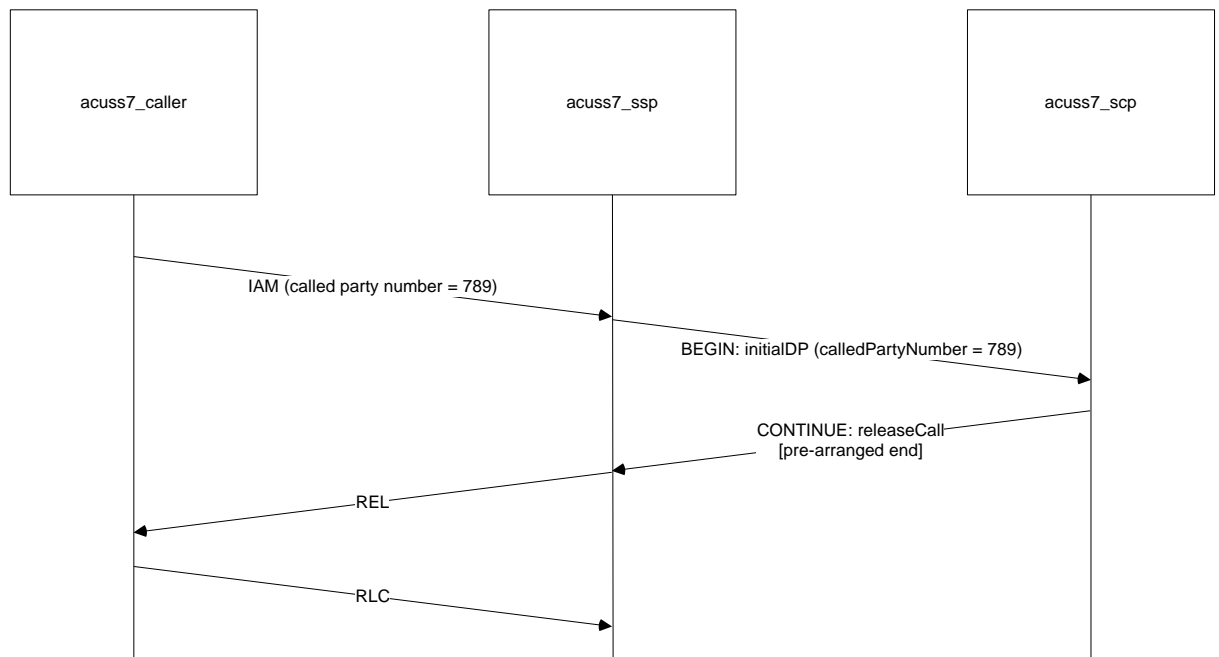 acuss7_caller
acuss7_ssp
acuss7_scp
IAM (called party number = 789)
BEGIN: initialDP (calledPartyNumber = 789)
CONTINUE: releaseCall
[pre-arranged end]
REL
RLC